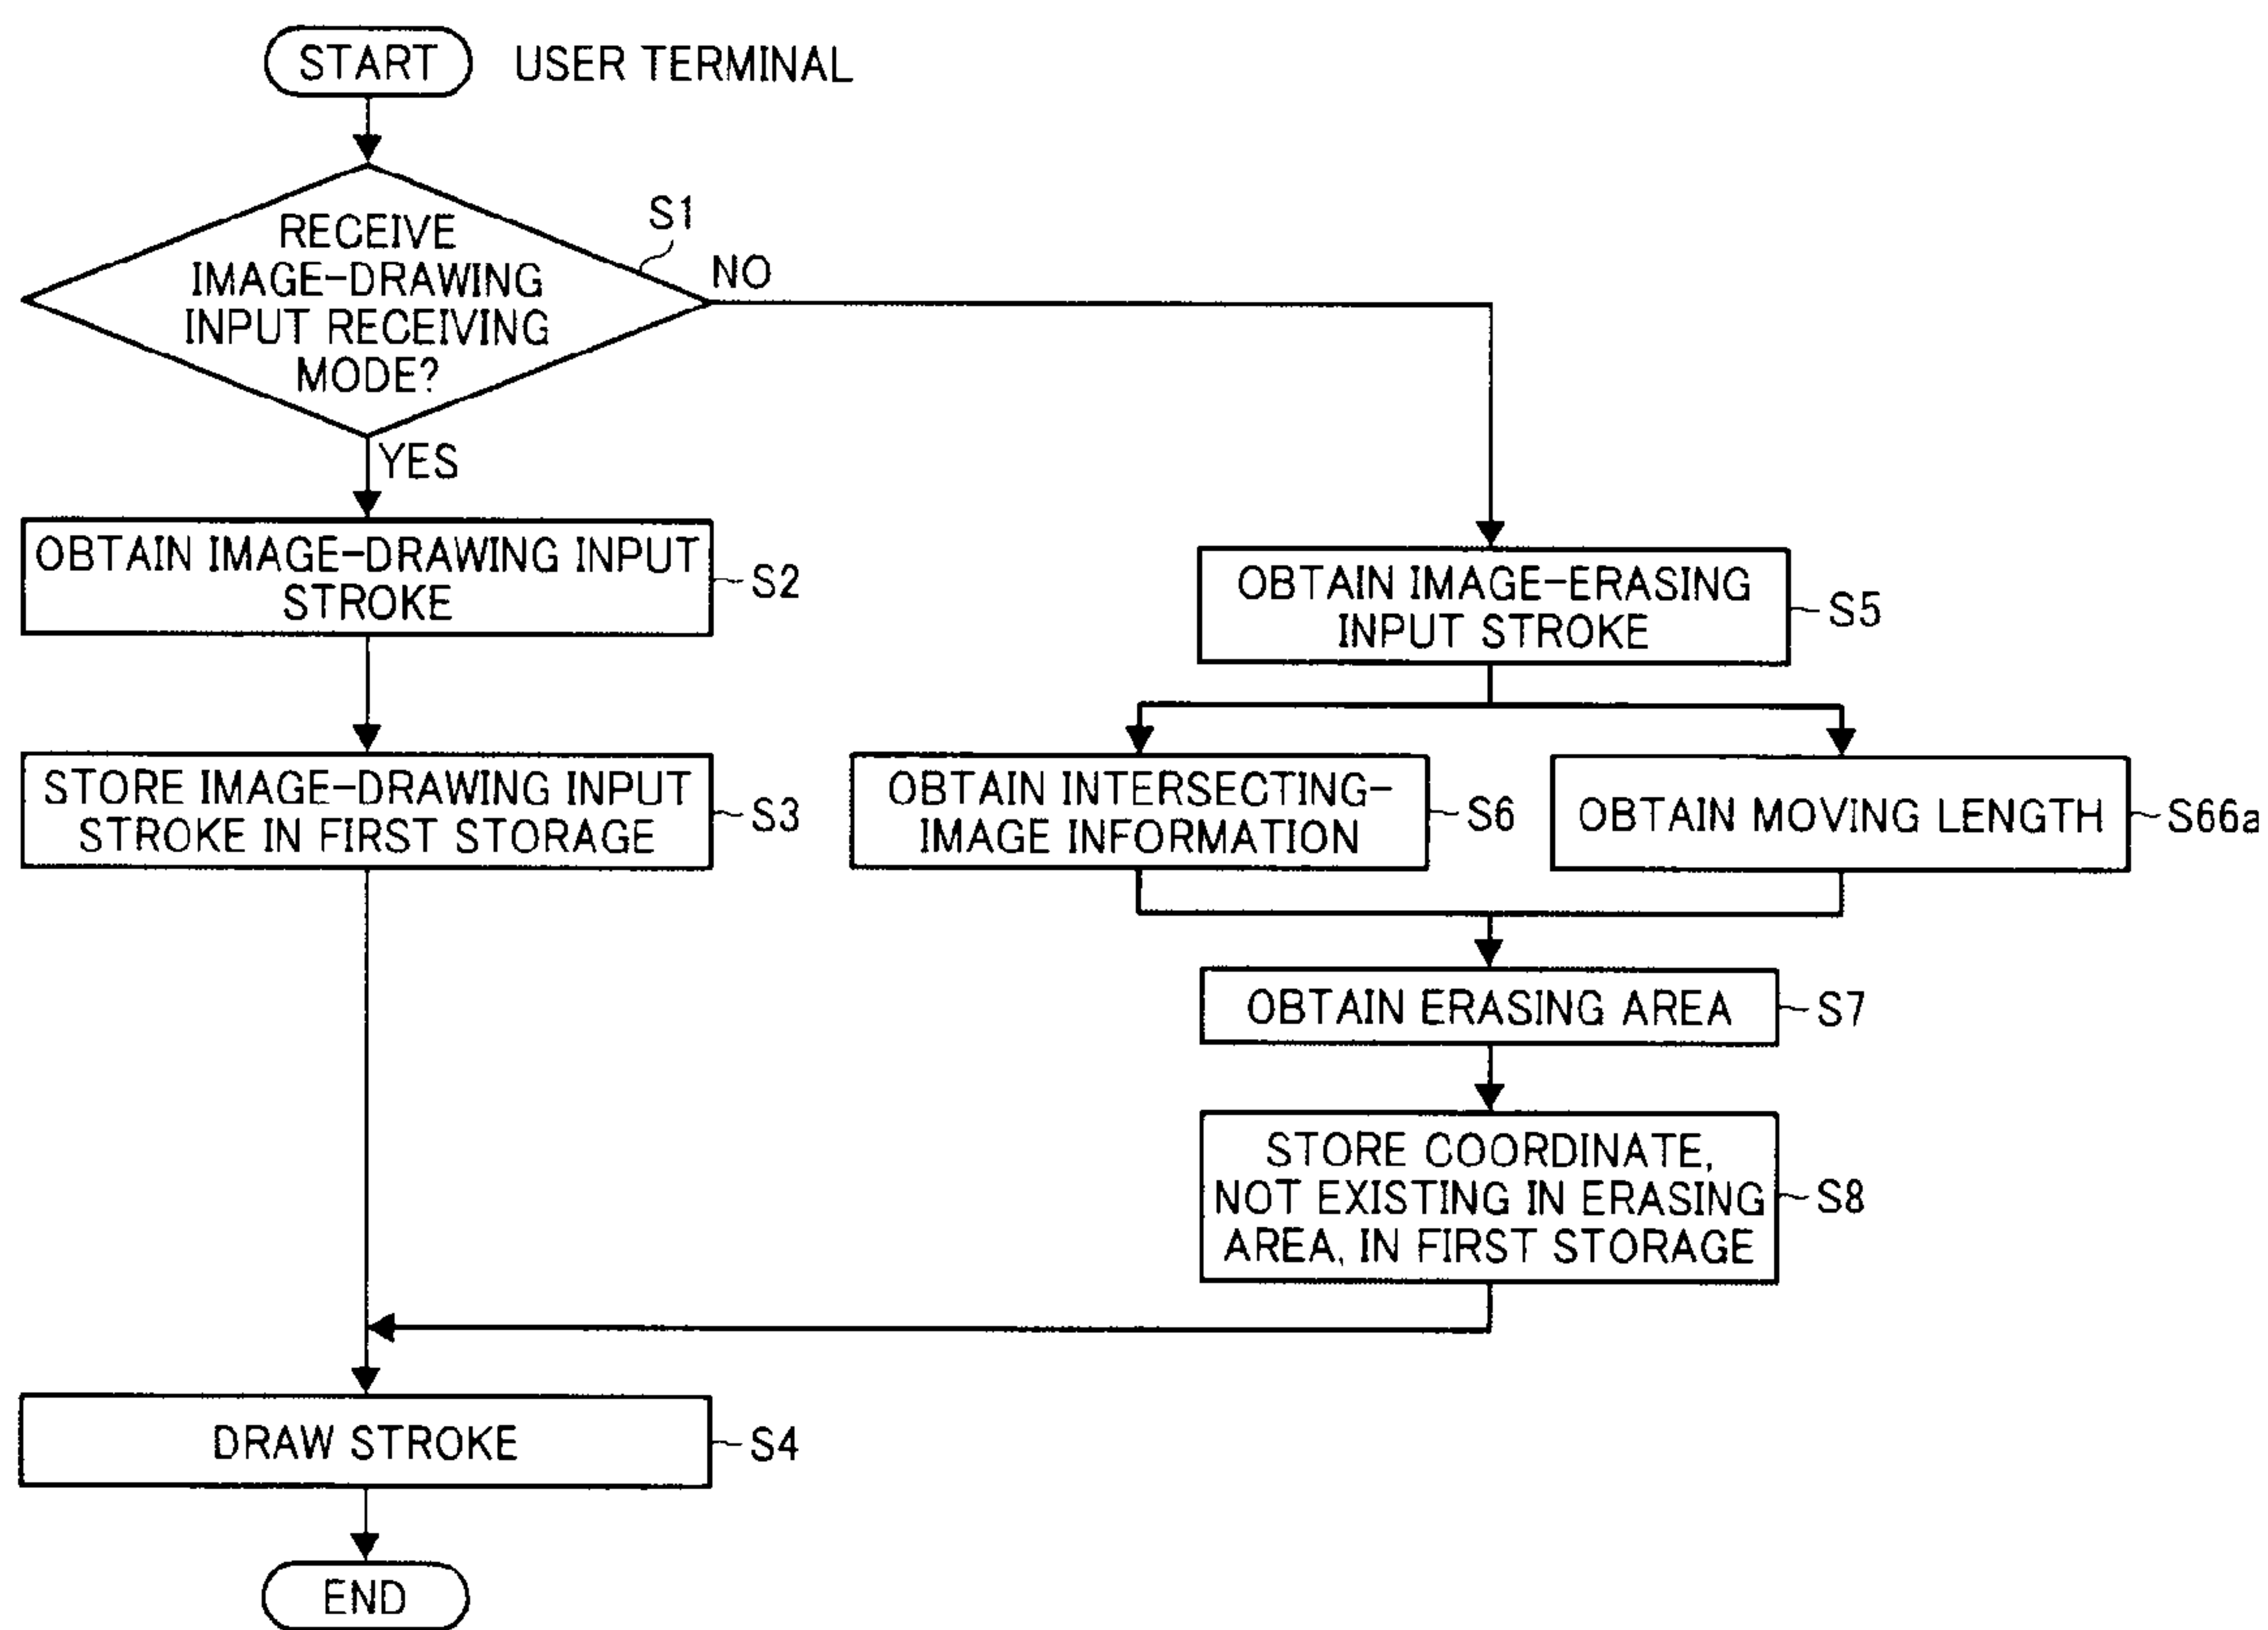 START
USER TERMINAL
RECEIVE
IMAGE-DRAWING
INPUT RECEIVING
MODE?
S1
NO
YES
OBTAIN IMAGE-DRAWING INPUT
STROKE
S2
STORE IMAGE-DRAWING INPUT
STROKE IN FIRST STORAGE
S3
OBTAIN IMAGE-ERASING
INPUT STROKE
S5
OBTAIN INTERSECTING-
IMAGE INFORMATION
S6
OBTAIN MOVING LENGTH
S66a
OBTAIN ERASING AREA
S7
STORE COORDINATE,
NOT EXISTING IN ERASING
AREA, IN FIRST STORAGE
S8
DRAW STROKE
S4
END